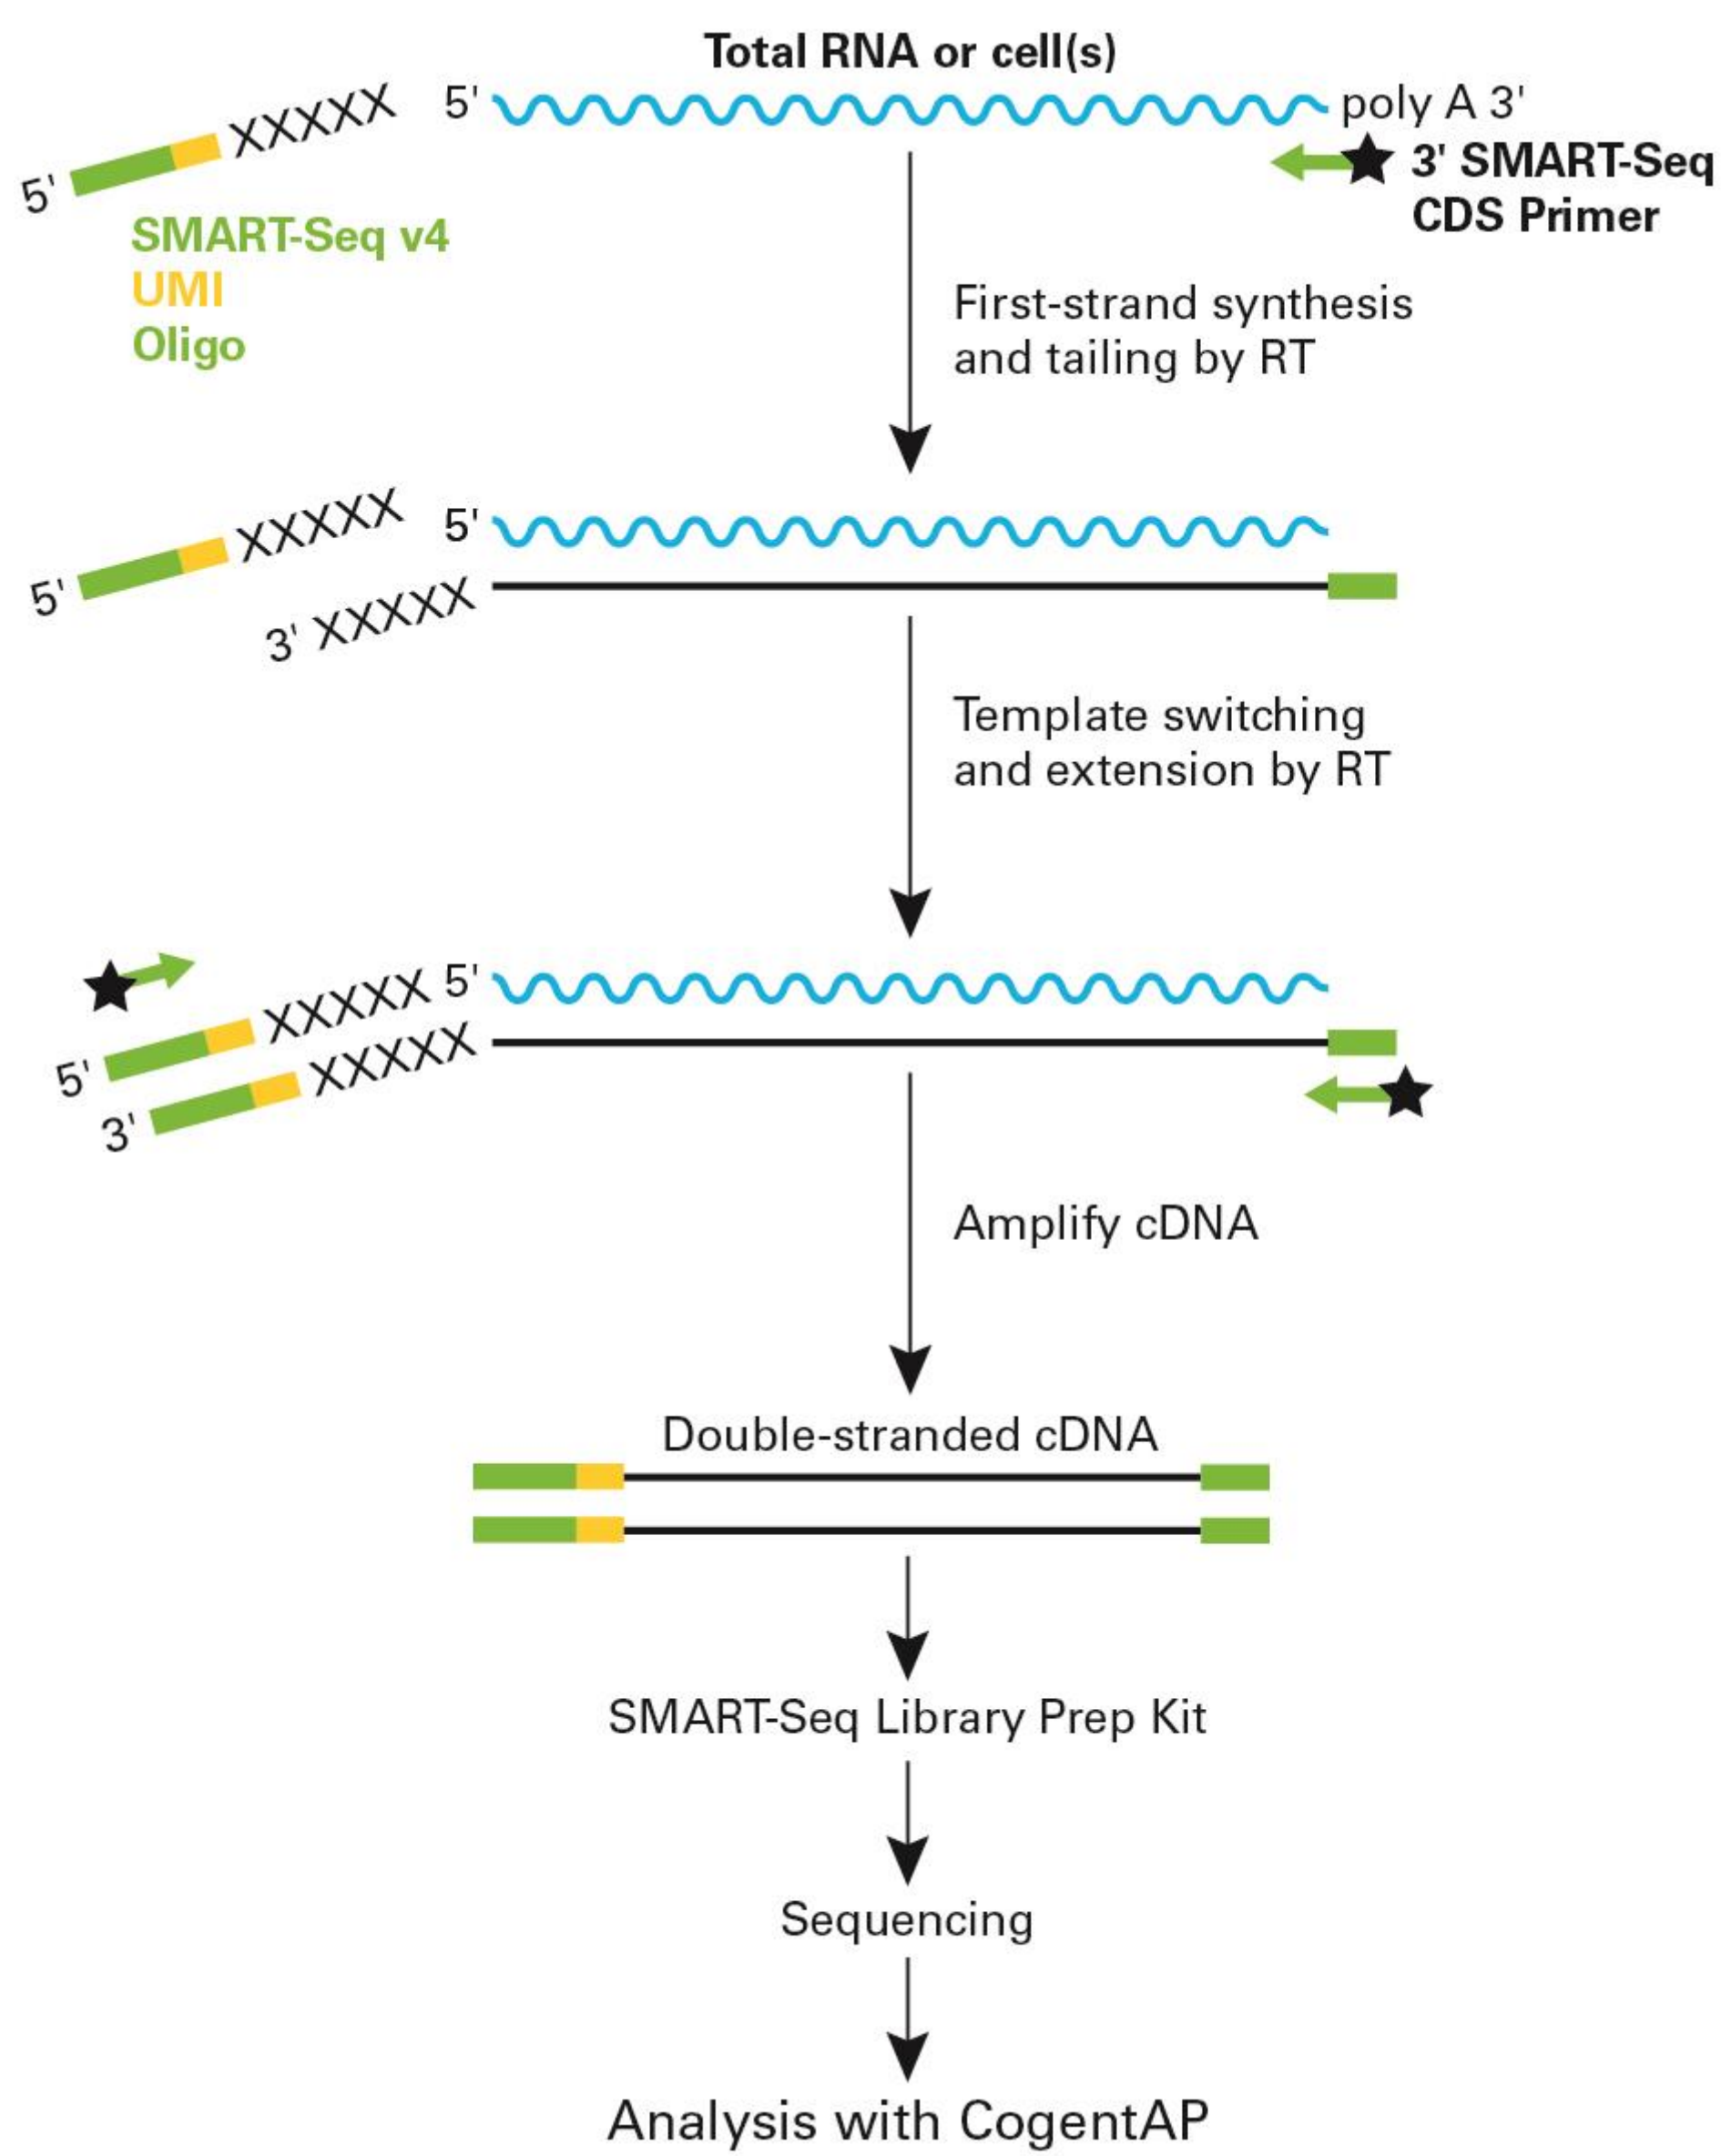 Total RNA or cell(s)
5' XXXXX
5' poly A 3'
3' SMART-Seq
CDS Primer
SMART-Seq v4
UMI
Oligo
First-strand synthesis
and tailing by RT
5' XXXXX
5'
3' XXXXX
Template switching
and extension by RT
5' XXXXX 5'
3' XXXXX
Amplify cDNA
Double-stranded cDNA
SMART-Seq Library Prep Kit
Sequencing
Analysis with CogentAP